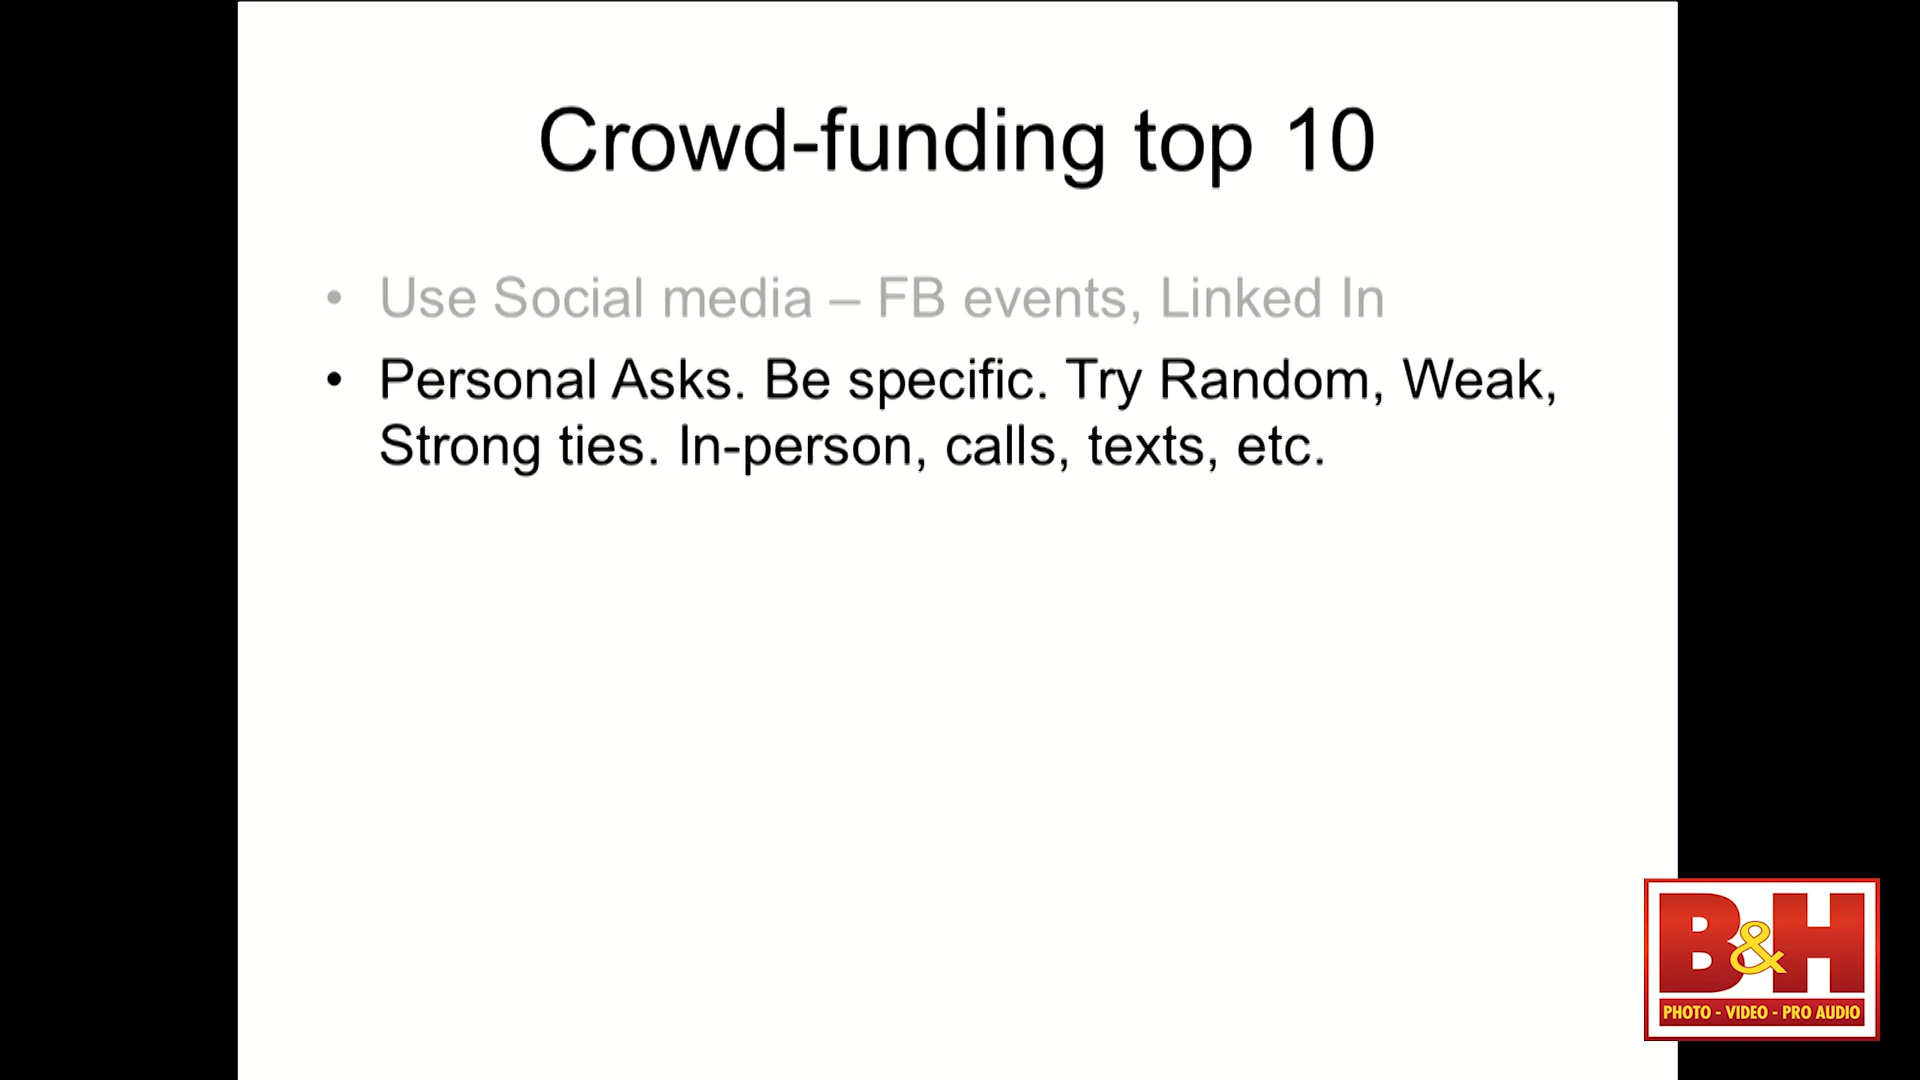 Crowd-funding top 10
• Use Social media – FB events, Linked In
• Personal Asks. Be specific. Try Random, Weak,
Strong ties. In-person, calls, texts, etc.
B&H
PHOTO - VIDEO - PRO AUDIO